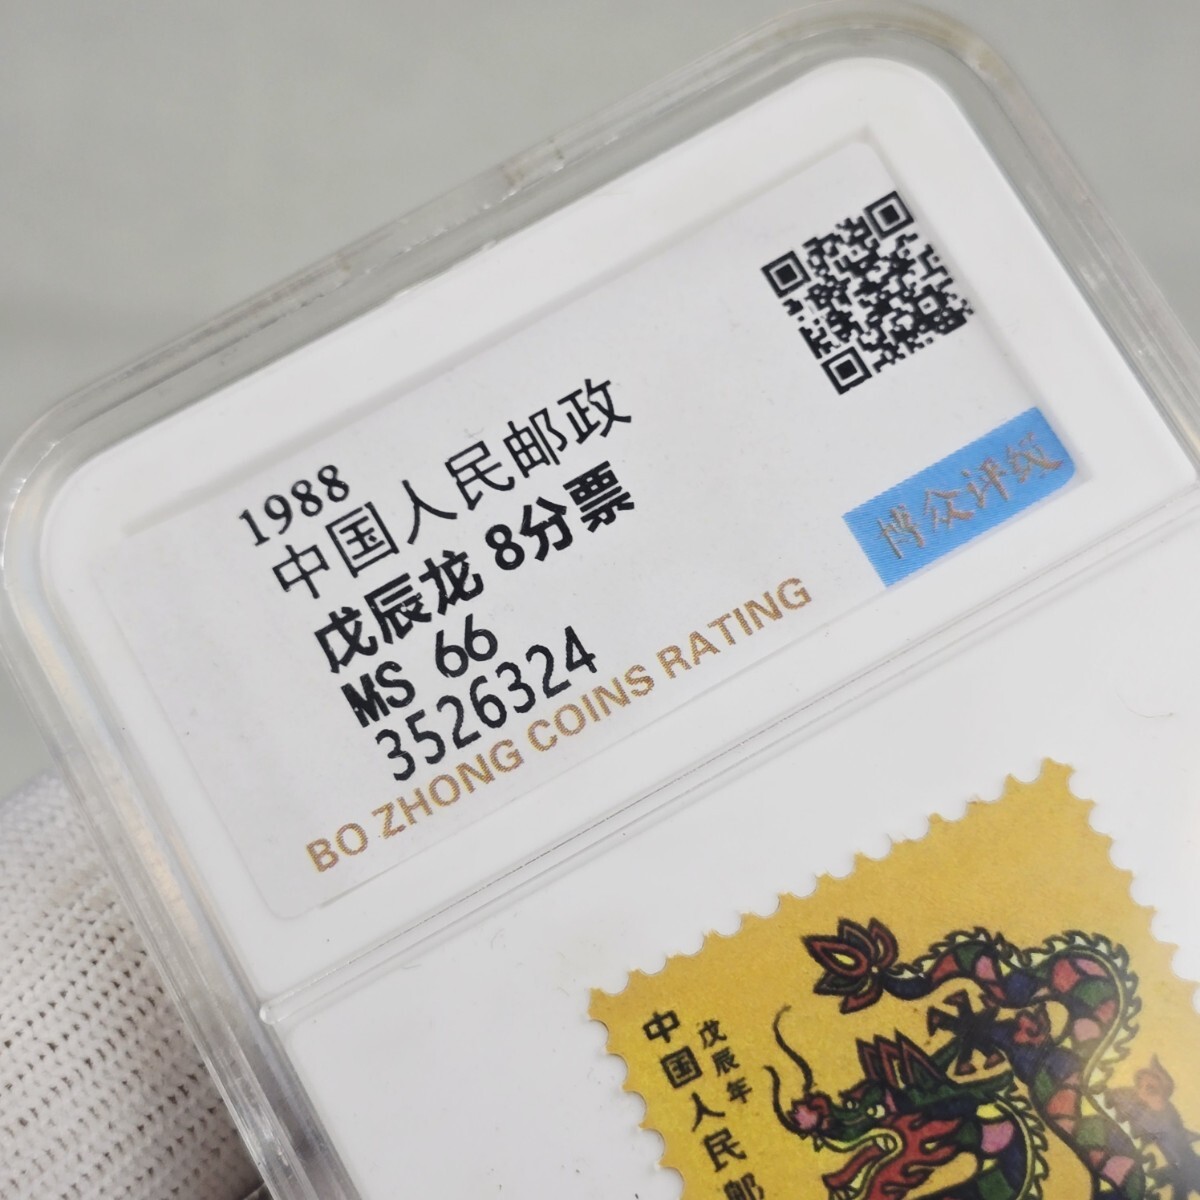 1988
中国人民邮政
戊辰龙 8分票
MS 66
3526324
BO ZHONG COINS RATING
博众评级
戊辰年
中国人民邮